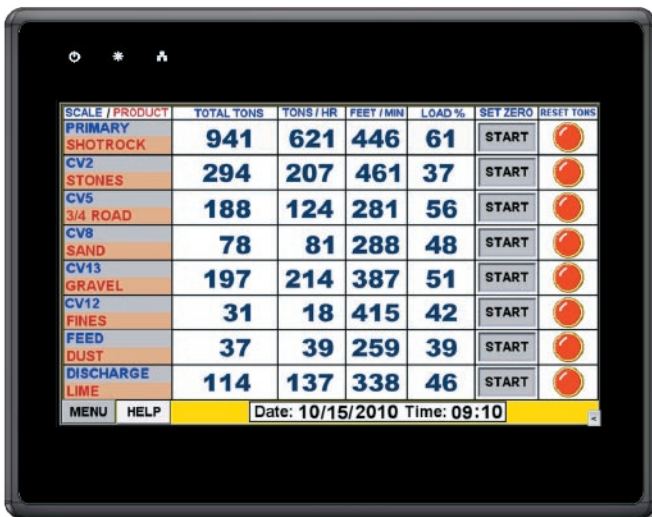 SCALE / PRODUCT TOTAL TONS TONS / HR FEET / MIN LOAD % SET ZERO RESET TONS
PRIMARY
SHOTROCK 941 621 446 61 START
CV2
STONES 294 207 461 37 START
CV5
3/4 ROAD 188 124 281 56 START
CV8
SAND 78 81 288 48 START
CV13
GRAVEL 197 214 387 51 START
CV12
FINES 31 18 415 42 START
FEED
DUST 37 39 259 39 START
DISCHARGE
LIME 114 137 338 46 START
MENU HELP Date: 10/15/2010 Time: 09:10 <